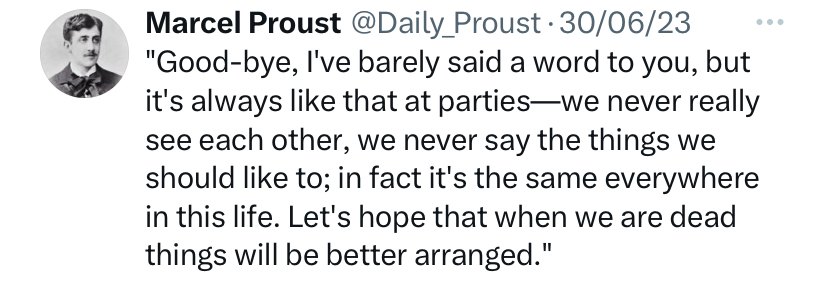 Marcel Proust @Daily_Proust · 30/06/23
"Good-bye, I've barely said a word to you, but
it's always like that at parties—we never really
see each other, we never say the things we
should like to; in fact it's the same everywhere
in this life. Let's hope that when we are dead
things will be better arranged."